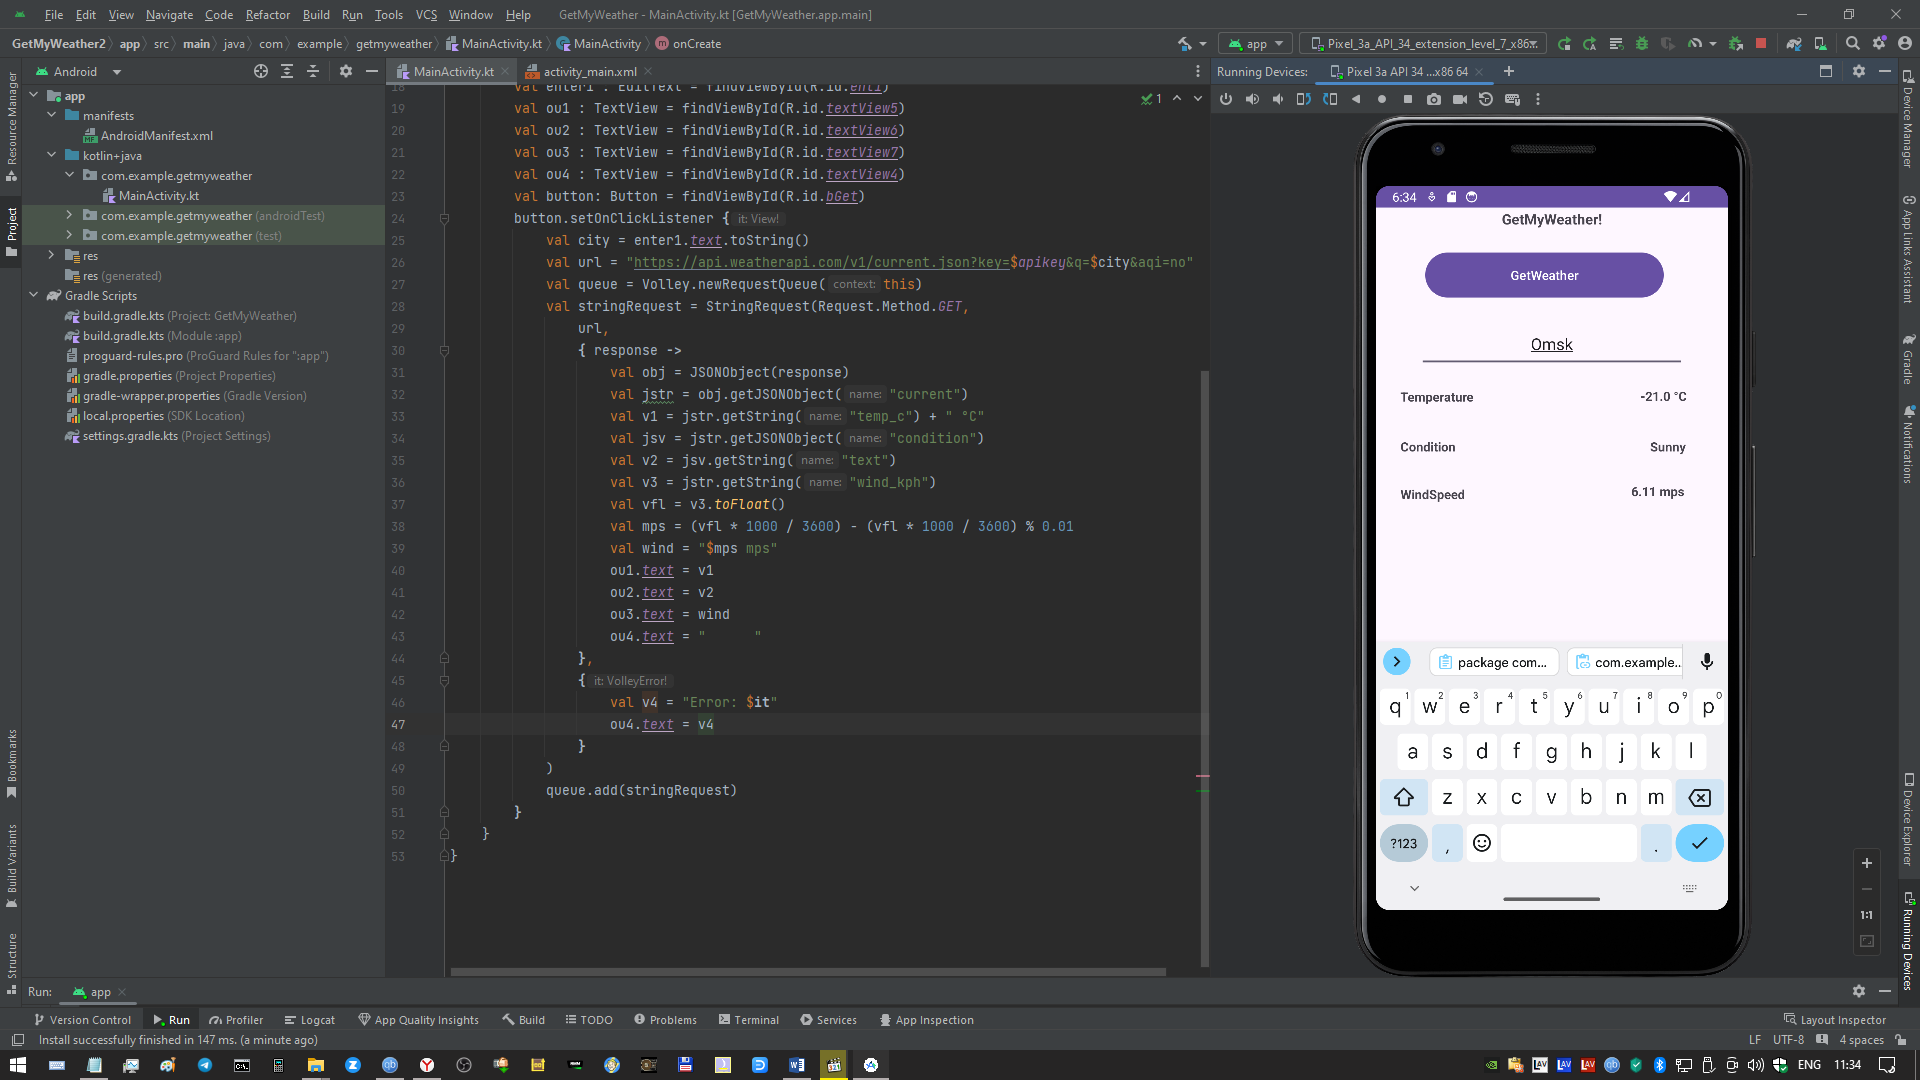 File Edit View Navigate Code Refactor Build Run Tools VCS Window Help GetMyWeather - MainActivity.kt [GetMyWeather.app.main]
GetMyWeather2 app src main java com example getmyweather MainActivity.kt MainActivity onCreate app Pixel_3a_API_34_extension_level_7_x86
Android MainActivity.kt activity_main.xml Running Devices: Pixel 3a API 34 ...x86 64
Resource Manager
Project
Bookmarks
Build Variants
Structure
app
manifests
AndroidManifest.xml
kotlin+java
com.example.getmyweather
MainActivity.kt
com.example.getmyweather (androidTest)
com.example.getmyweather (test)
res
res (generated)
Gradle Scripts
build.gradle.kts (Project: GetMyWeather)
build.gradle.kts (Module :app)
proguard-rules.pro (ProGuard Rules for ":app")
gradle.properties (Project Properties)
gradle-wrapper.properties (Gradle Version)
local.properties (SDK Location)
settings.gradle.kts (Project Settings)
1
18 val enter1 : EditText = findViewById(R.id.ent1)
19 val ou1 : TextView = findViewById(R.id.textView5)
20 val ou2 : TextView = findViewById(R.id.textView6)
21 val ou3 : TextView = findViewById(R.id.textView7)
22 val ou4 : TextView = findViewById(R.id.textView4)
23 val button: Button = findViewById(R.id.bGet)
24 button.setOnClickListener { it: View!
25 val city = enter1.text.toString()
26 val url = "https://api.weatherapi.com/v1/current.json?key=$apikey&q=$city&aqi=no"
27 val queue = Volley.newRequestQueue( context: this)
28 val stringRequest = StringRequest(Request.Method.GET,
29 url,
30 { response ->
31 val obj = JSONObject(response)
32 val jstr = obj.getJSONObject( name: "current")
33 val v1 = jstr.getString( name: "temp_c") + " °C"
34 val jsv = jstr.getJSONObject( name: "condition")
35 val v2 = jsv.getString( name: "text")
36 val v3 = jstr.getString( name: "wind_kph")
37 val vfl = v3.toFloat()
38 val mps = (vfl * 1000 / 3600) - (vfl * 1000 / 3600) % 0.01
39 val wind = "$mps mps"
40 ou1.text = v1
41 ou2.text = v2
42 ou3.text = wind
43 ou4.text = "      "
44 },
45 { it: VolleyError!
46 val v4 = "Error: $it"
47 ou4.text = v4
48 }
49 )
50 queue.add(stringRequest)
51 }
52 }
53 }
6:34
GetMyWeather!
GetWeather
Omsk
Temperature -21.0 °C
Condition Sunny
WindSpeed 6.11 mps
package com... com.example..
q1 w2 e3 r4 t5 y6 u7 i8 o9 p0
a s d f g h j k l
z x c v b n m
?123 , .
1:1
Device Manager
App Links Assistant
Gradle
Notifications
Device Explorer
Running Devices
Run: app
Version Control Run Profiler Logcat App Quality Insights Build TODO Problems Terminal Services App Inspection Layout Inspector
Install successfully finished in 147 ms. (a minute ago) LF UTF-8 4 spaces
ENG 11:34